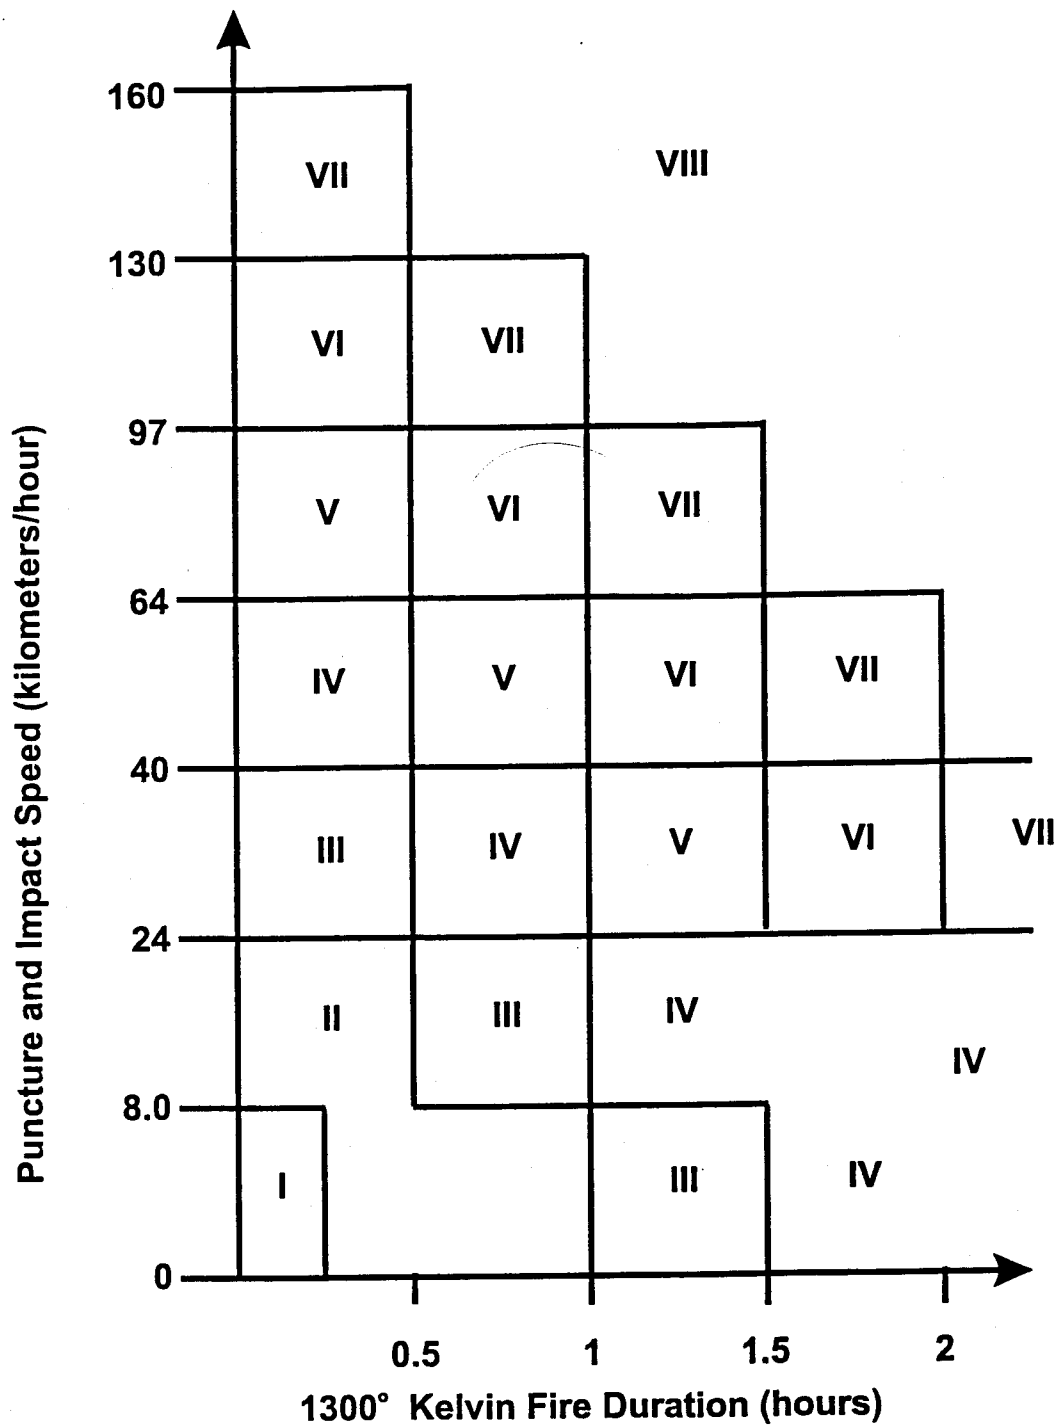 160
VII
VIII
130
VI
VII
97
V
VI
VII
64
IV
V
VI
VII
40
III
IV
V
VI
VII
24
II
III
IV
IV
8.0
I
III
IV
0
0.5
1
1.5
2
1300° Kelvin Fire Duration (hours)
Puncture and Impact Speed (kilometers/hour)